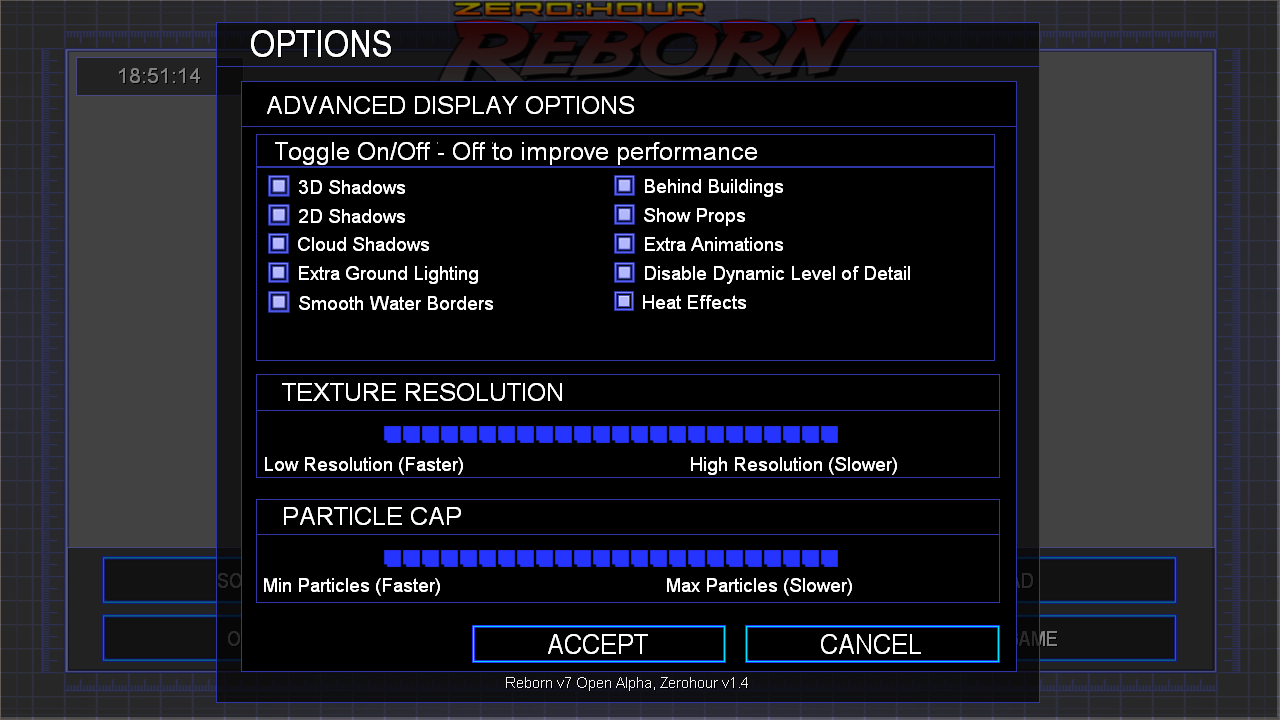 ZERO:HOUR
REBORN
OPTIONS
18:51:14
ADVANCED DISPLAY OPTIONS
Toggle On/Off - Off to improve performance
3D Shadows
Behind Buildings
2D Shadows
Show Props
Cloud Shadows
Extra Animations
Extra Ground Lighting
Disable Dynamic Level of Detail
Smooth Water Borders
Heat Effects
TEXTURE RESOLUTION
Low Resolution (Faster)
High Resolution (Slower)
PARTICLE CAP
Min Particles (Faster)
Max Particles (Slower)
ACCEPT
CANCEL
Reborn v7 Open Alpha, Zerohour v1.4